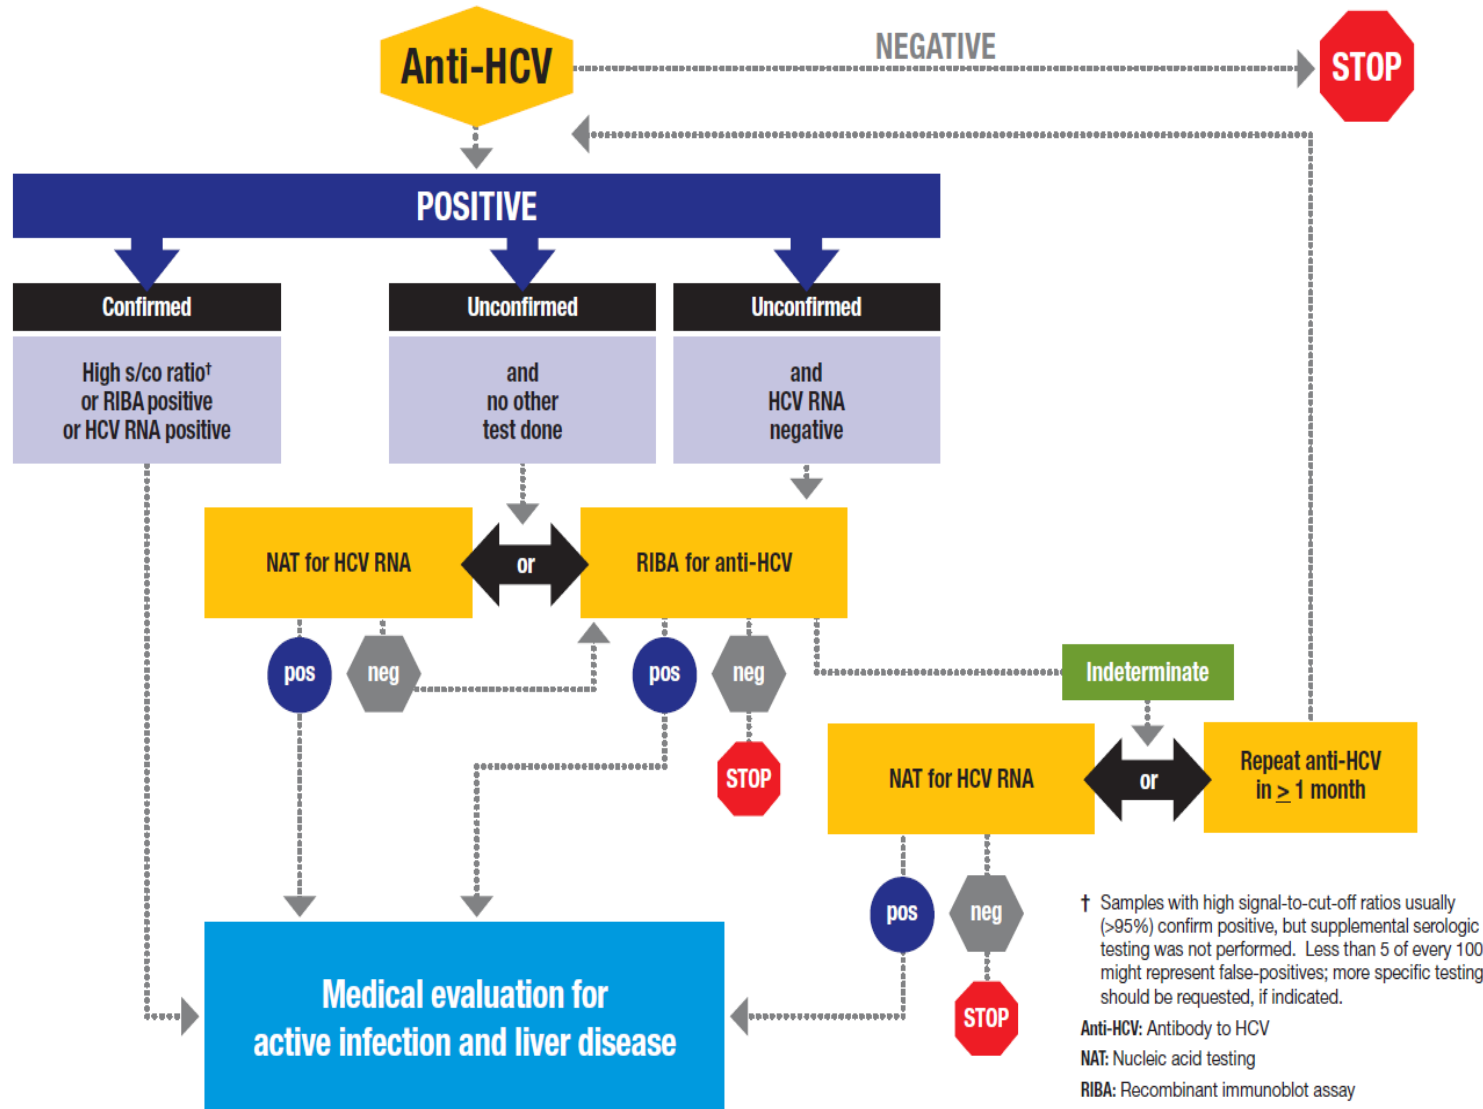 Anti-HCV
NEGATIVE
STOP
POSITIVE
Confirmed
High s/co ratio†
or RIBA positive
or HCV RNA positive
Unconfirmed
and
no other
test done
Unconfirmed
and
HCV RNA
negative
NAT for HCV RNA
or
RIBA for anti-HCV
pos
neg
pos
neg
STOP
Indeterminate
NAT for HCV RNA
or
Repeat anti-HCV
in ≥ 1 month
pos
neg
STOP
Medical evaluation for
active infection and liver disease
† Samples with high signal-to-cut-off ratios usually
(>95%) confirm positive, but supplemental serologic
testing was not performed. Less than 5 of every 100
might represent false-positives; more specific testing
should be requested, if indicated.
Anti-HCV: Antibody to HCV
NAT: Nucleic acid testing
RIBA: Recombinant immunoblot assay